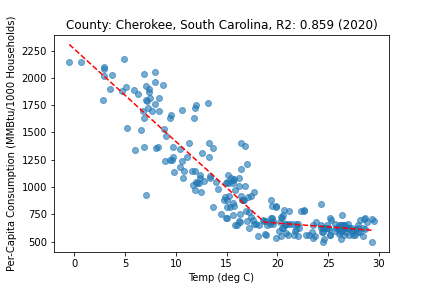 County: Cherokee, South Carolina, R2: 0.859 (2020)
Per-Capita Consumption (MMBtu/1000 Households)
2250
2000
1750
1500
1250
1000
750
500
0 5 10 15 20 25 30
Temp (deg C)